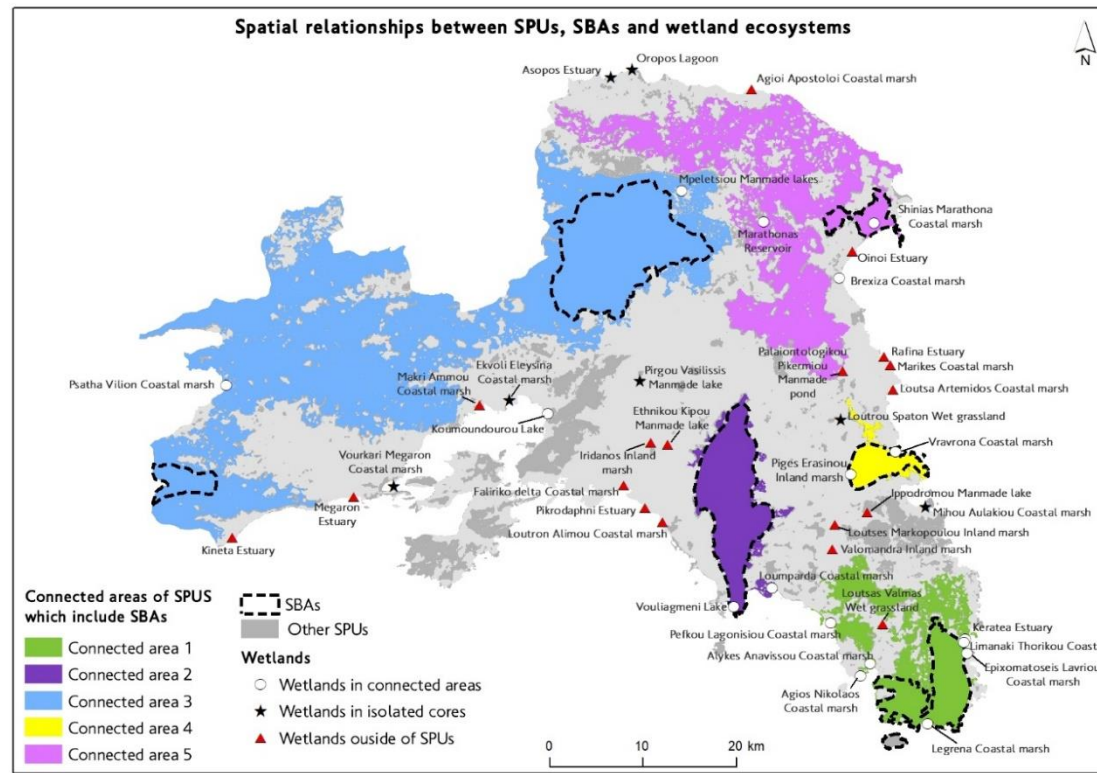 Spatial relationships between SPUs, SBAs and wetland ecosystems
N
Oropos Lagoon
Asopos Estuary
Agioi Apostoloi Coastal marsh
Mpeletsiou Manmade lakes
Shinias Marathona
Coastal marsh
Marathonas
Reservoir
Oinoi Estuary
Brexiza Coastal marsh
Psatha Vilion Coastal marsh
Makri Ammou
Coastal marsh
Ekvoli Eleysina
Coastal marsh
Koumoundourou Lake
Pirgou Vasilissis
Manmade lake
Palaiontologikou
Pikermiou
Manmade
pond
Rafina Estuary
Marikes Coastal marsh
Loutsa Artemidos Coastal marsh
Ethnikou Kipou
Manmade lake
Loutrou Spaton Wet grassland
Vravrona Coastal marsh
Iridanos Inland
marsh
Vourkari Megaron
Coastal marsh
Piges Erasinou
Inland marsh
Megaron
Estuary
Faliriko delta Coastal marsh
Ippodromou Manmade lake
Pikrodaphni Estuary
Mihou Aulakiou Coastal marsh
Loutron Alimou Coastal marsh
Loutses Markopoulou Inland marsh
Kineta Estuary
Valomandra Inland marsh
Loumparda Coastal marsh
Vouliagmeni Lake
Loutsas Valmas
Wet grassland
Pefkou Lagonisiou Coastal marsh
Keratea Estuary
Limanaki Thorikou Coast
Alykes Anavissou Coastal marsh
Epixomatoseis Lavriou
Coastal marsh
Agios Nikolaos
Coastal marsh
Legrena Coastal marsh
Connected areas of SPUS
which include SBAs
Connected area 1
Connected area 2
Connected area 3
Connected area 4
Connected area 5
SBAs
Other SPUs
Wetlands
Wetlands in connected areas
Wetlands in isolated cores
Wetlands ouside of SPUs
0 10 20 km